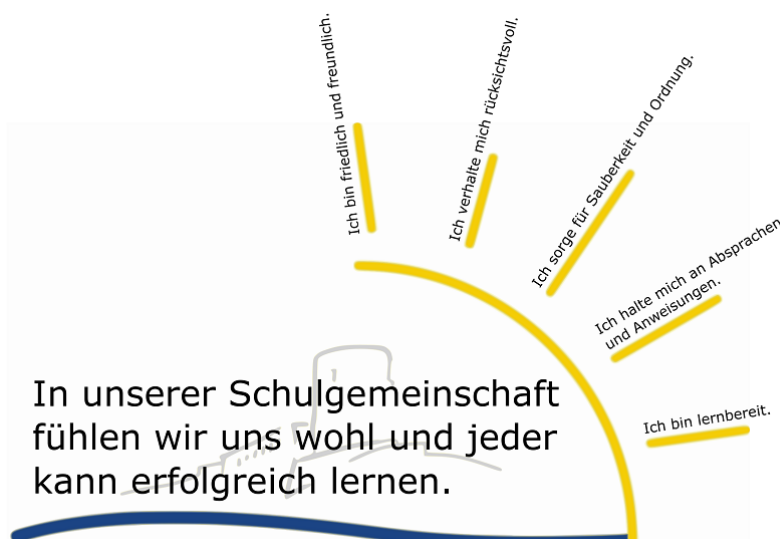 Ich bin friedlich und freundlich.
Ich verhalte mich rücksichtsvoll.
Ich sorge für Sauberkeit und Ordnung.
Ich halte mich an Absprachen
und Anweisungen.
Ich bin lernbereit.
In unserer Schulgemeinschaft
fühlen wir uns wohl und jeder
kann erfolgreich lernen.